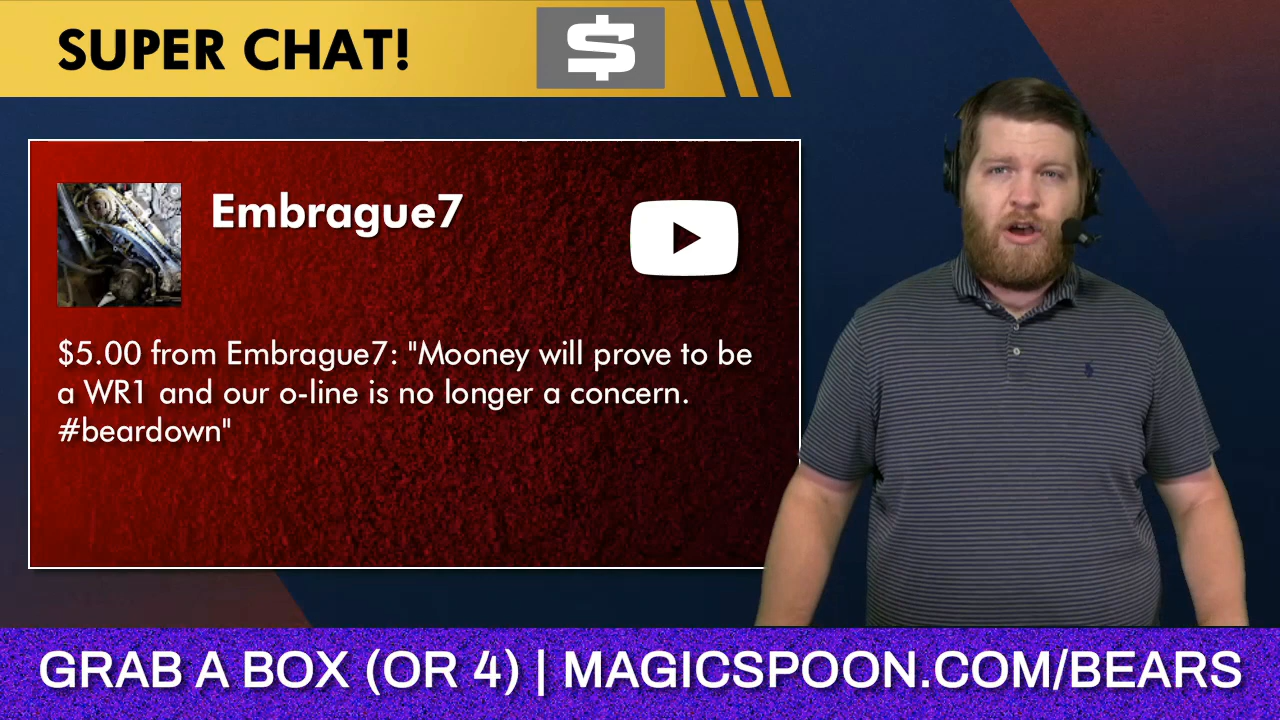 SUPER CHAT!
$
Embrague7
$5.00 from Embrague7: "Mooney will prove to be
a WR1 and our o-line is no longer a concern.
#beardown"
GRAB A BOX (OR 4) | MAGICSPOON.COM/BEARS